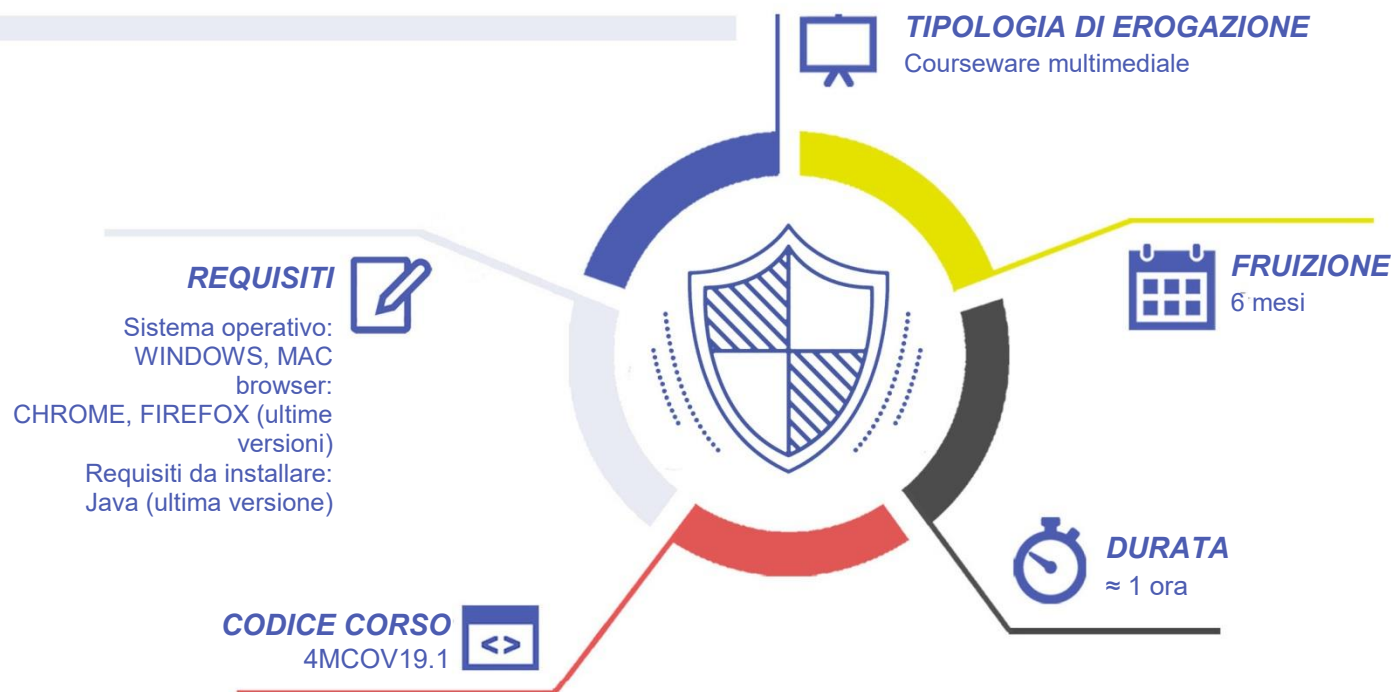 TIPOLOGIA DI EROGAZIONE
Courseware multimediale
REQUISITI
Sistema operativo:
WINDOWS, MAC
browser:
CHROME, FIREFOX (ultime
versioni)
Requisiti da installare:
Java (ultima versione)
FRUIZIONE
6 mesi
DURATA
≈ 1 ora
CODICE CORSO
4MCOV19.1
<>